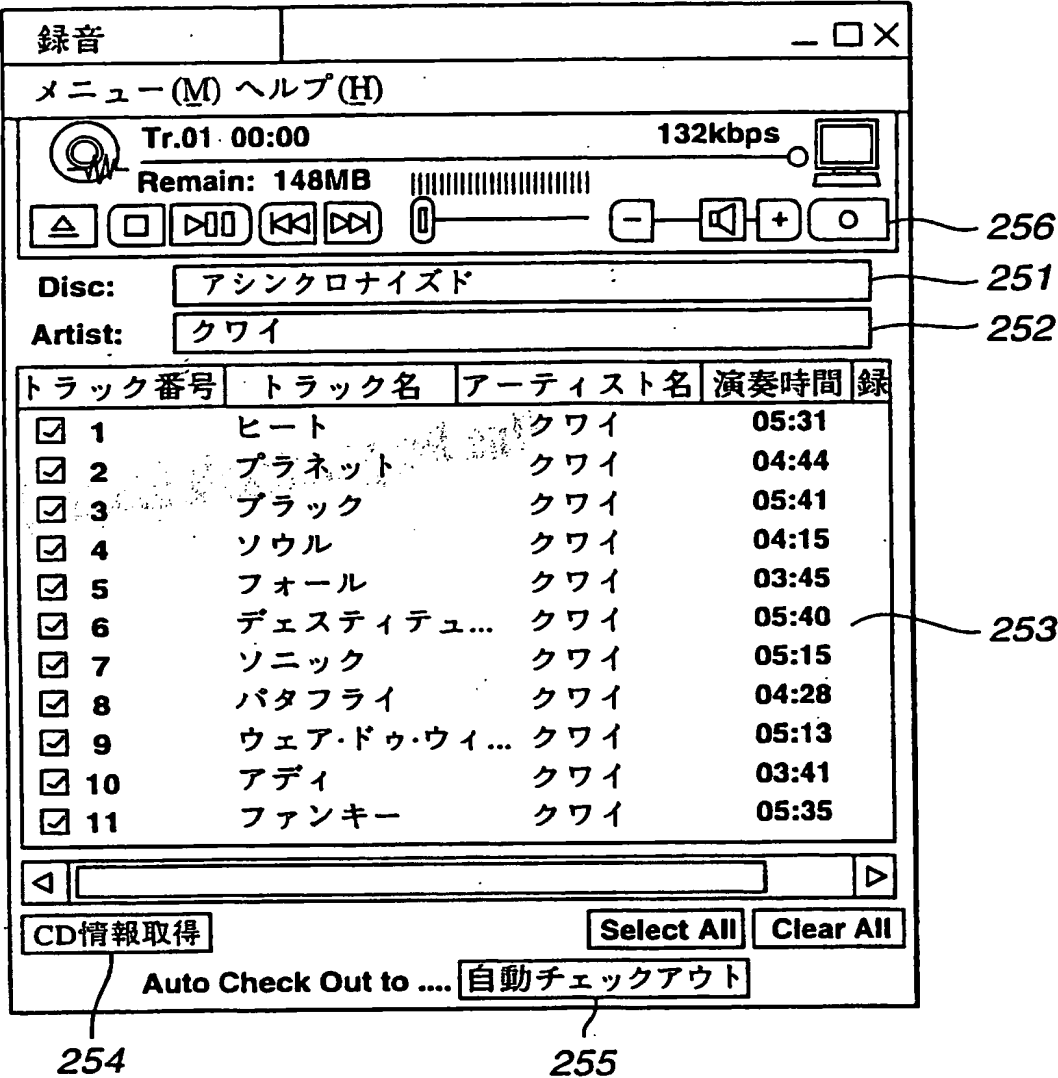 録音
メニュー(M) ヘルプ(H)
Tr.01 00:00 132kbps
Remain: 148MB
256
Disc: アシンクロナイズド 251
Artist: クワイ 252
トラック番号 トラック名 アーティスト名 演奏時間 録
1 ヒート クワイ 05:31
2 プラネット クワイ 04:44
3 ブラック クワイ 05:41
4 ソウル クワイ 04:15
5 フォール クワイ 03:45
6 デェスティテュ... クワイ 05:40 253
7 ソニック クワイ 05:15
8 パタフライ クワイ 04:28
9 ウェア·ドゥ·ウィ... クワイ 05:13
10 アディ クワイ 03:41
11 ファンキー クワイ 05:35
CD情報取得 Select All Clear All
Auto Check Out to .... 自動チェックアウト
254 255